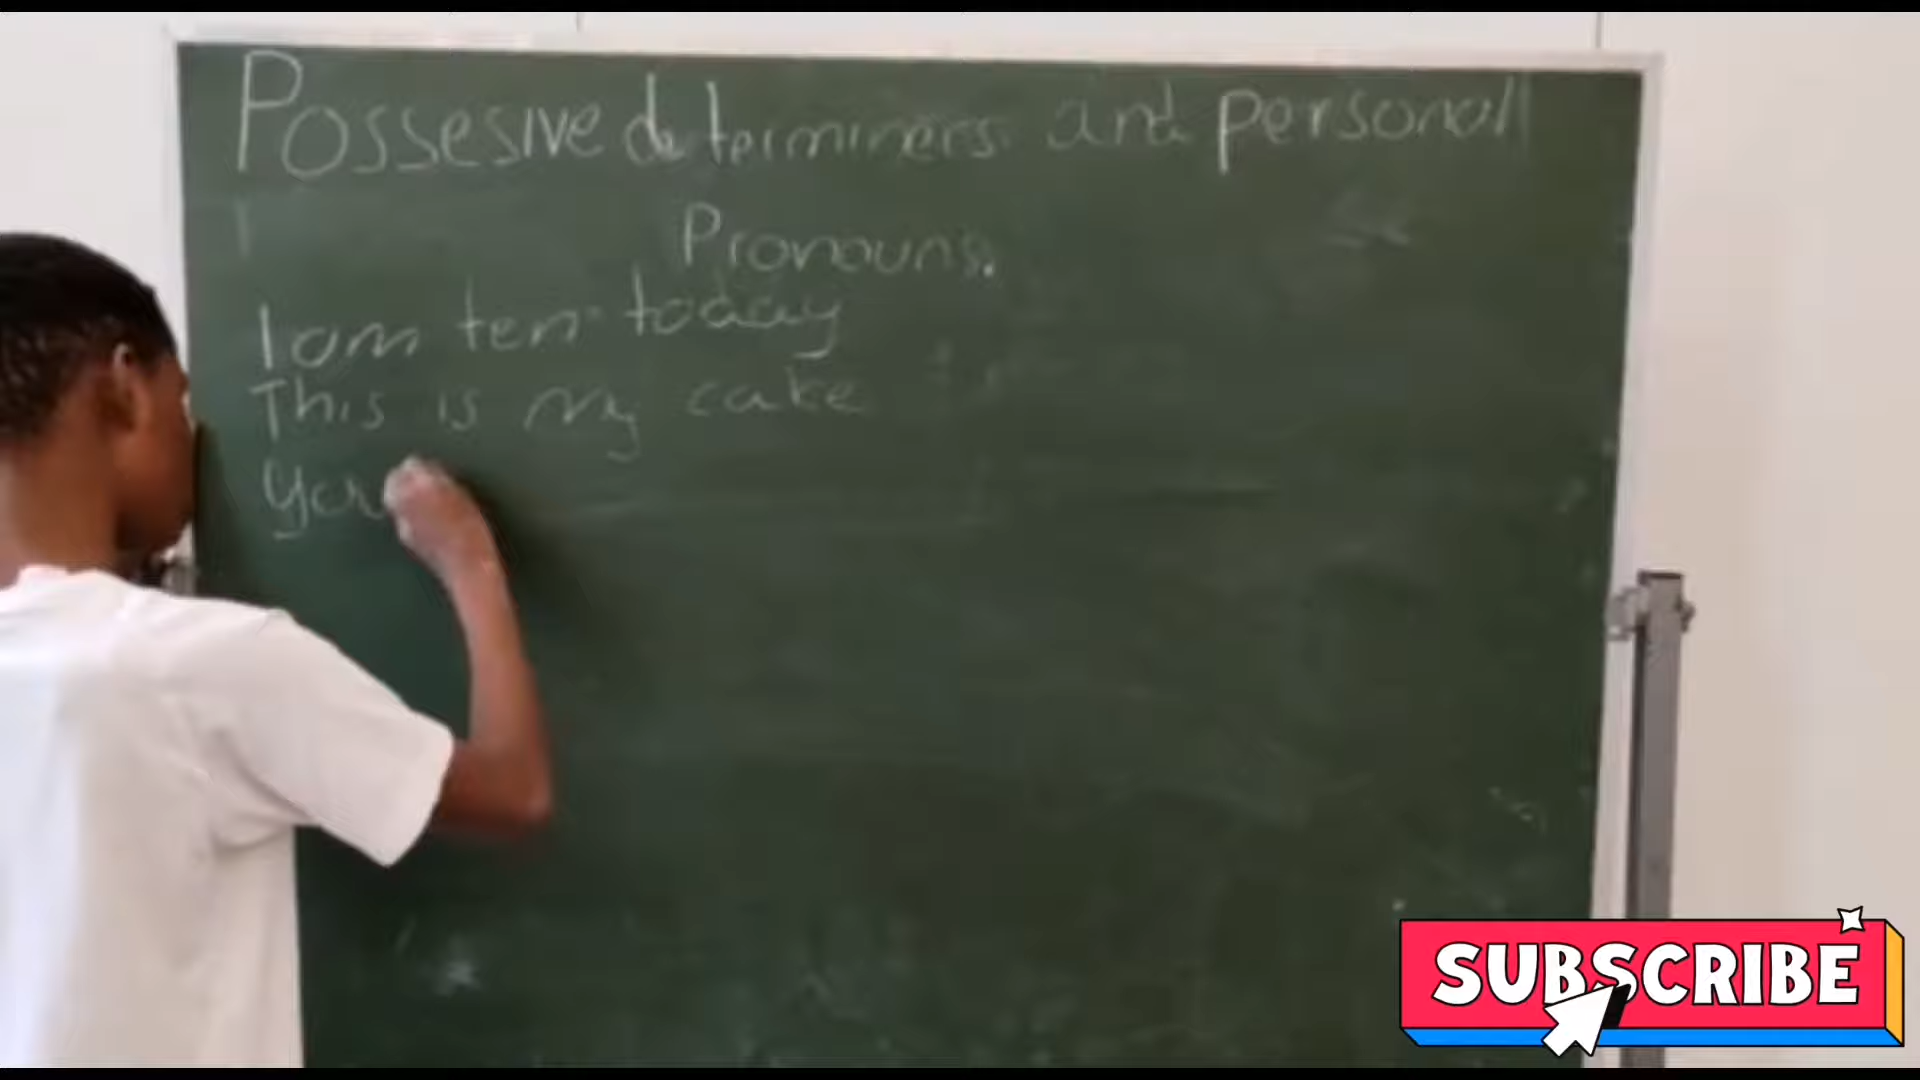 Possesive determiners and personal
Pronouns.
I am ten today
This is my cake
You
SUBSCRIBE